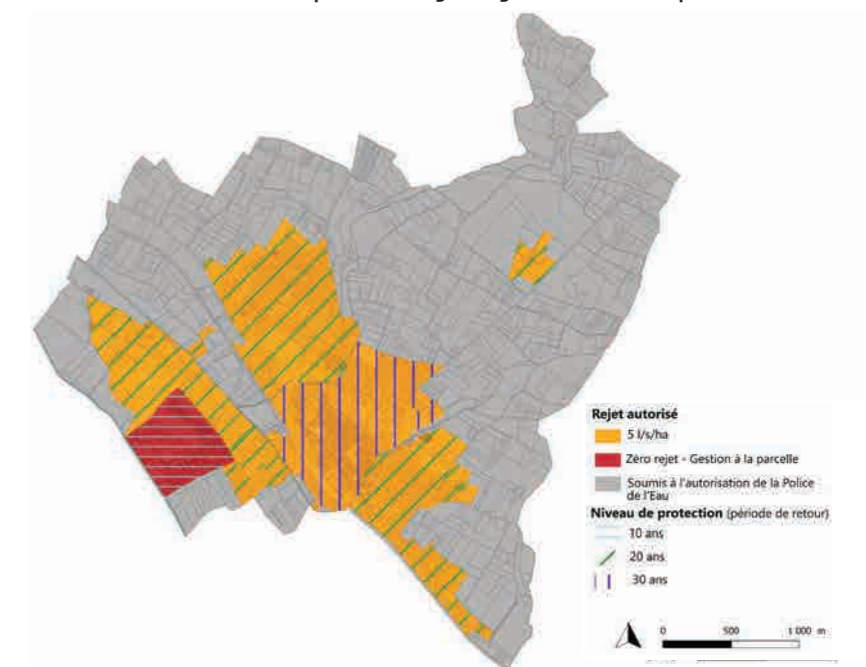 Rejet autorisé
5 l/s/ha
Zéro rejet - Gestion à la parcelle
Soumis à l'autorisation de la Police
de l'Eau
Niveau de protection (période de retour)
10 ans
20 ans
30 ans
0 500 1 000 m